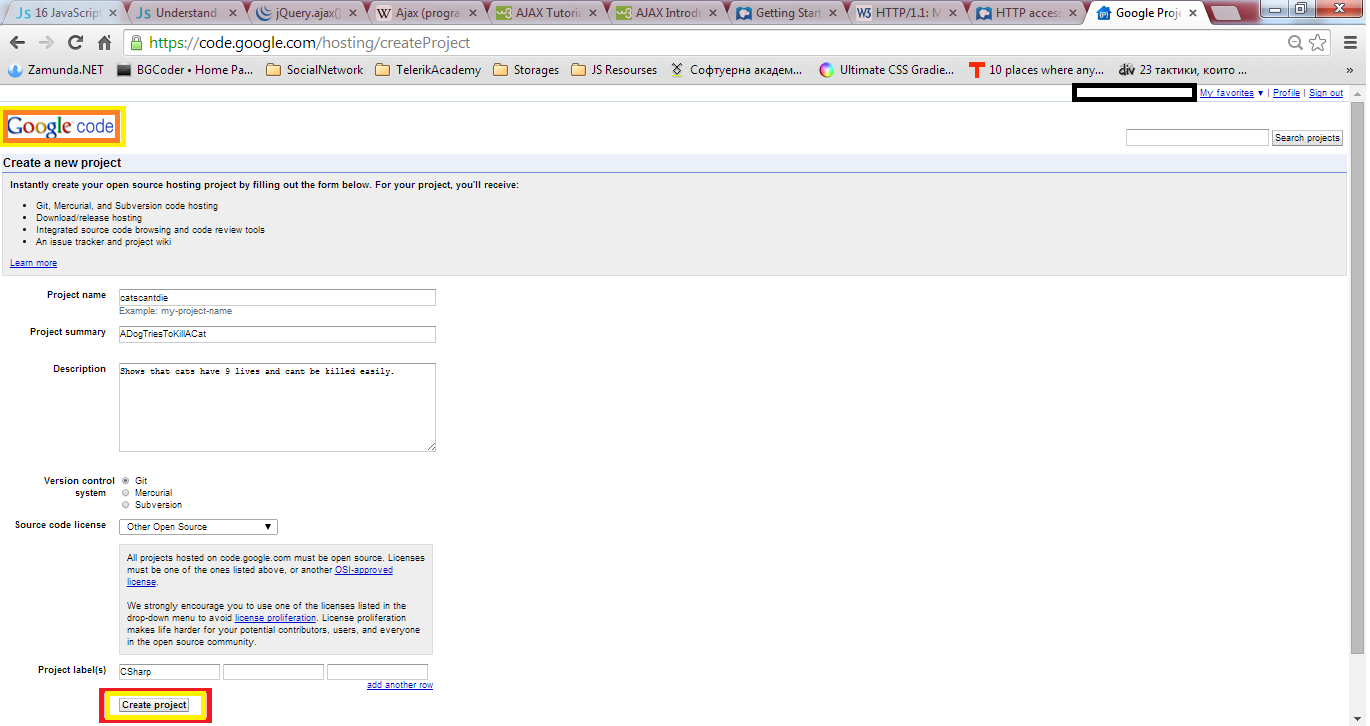 16 JavaScript
Understand
jQuery.ajax()
Ajax (progra
AJAX Tutoria
AJAX Introdu
Getting Start
HTTP/1.1: M
HTTP access
Google Proje
https://code.google.com/hosting/createProject
Zamunda.NET
BGCoder • Home Pa...
SocialNetwork
TelerikAcademy
Storages
JS Resourses
Софтуерна академ...
Ultimate CSS Gradie...
10 places where any...
div 23 тактики, които ...
»
My favorites ▼ | Profile | Sign out
Google code
Search projects
Create a new project
Instantly create your open source hosting project by filling out the form below. For your project, you'll receive:
• Git, Mercurial, and Subversion code hosting
• Download/release hosting
• Integrated source code browsing and code review tools
• An issue tracker and project wiki
Learn more
Project name
catscantdie
Example: my-project-name
Project summary
ADogTriesToKillACat
Description
Shows that cats have 9 lives and cant be killed easily.
Version control system
Git
Mercurial
Subversion
Source code license
Other Open Source
All projects hosted on code.google.com must be open source. Licenses
must be one of the ones listed above, or another OSI-approved
license.
We strongly encourage you to use one of the licenses listed in the
drop-down menu to avoid license proliferation. License proliferation
makes life harder for your potential contributors, users, and everyone
in the open source community.
Project label(s)
CSharp
add another row
Create project